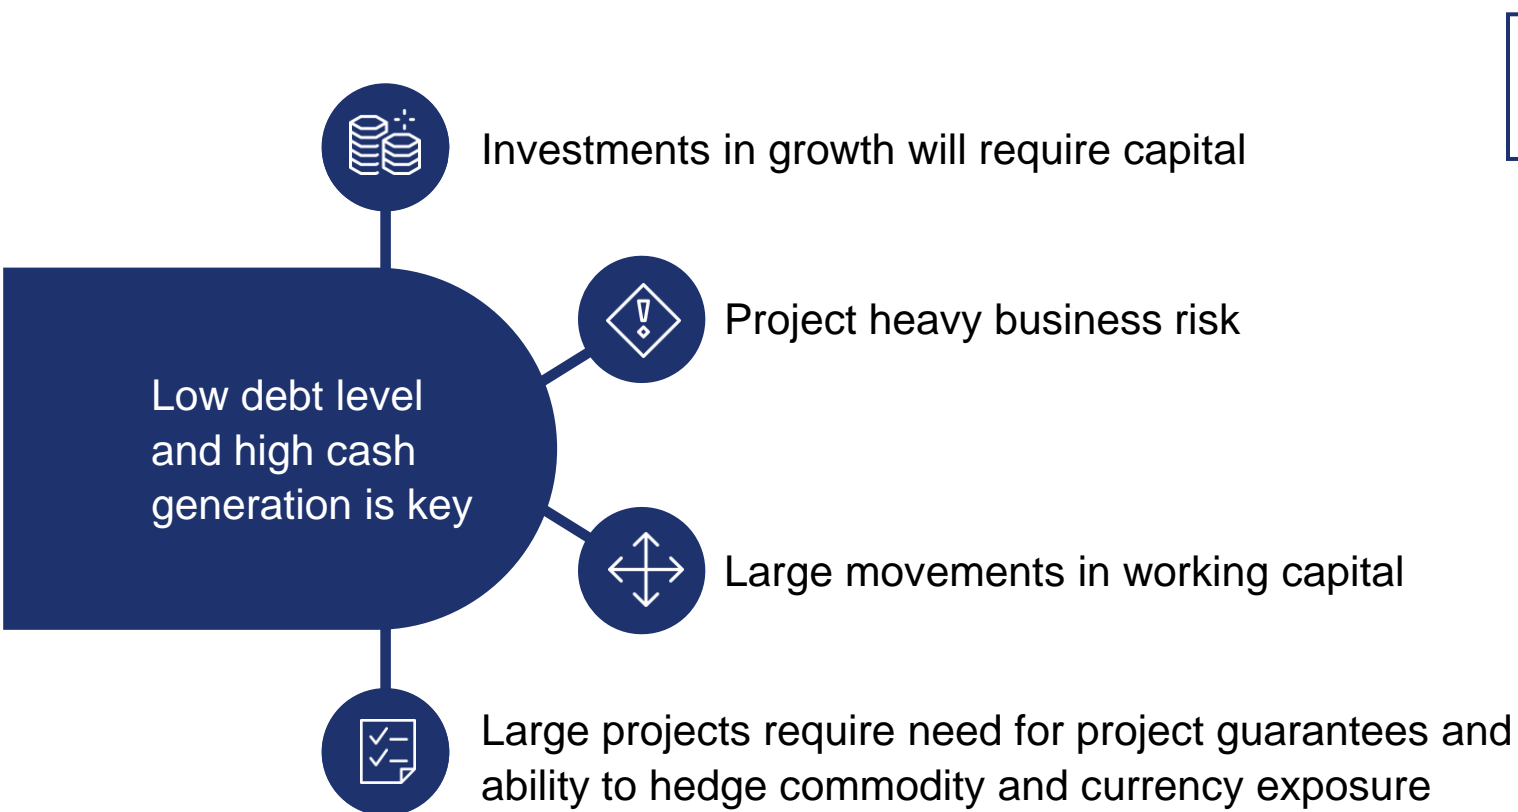 Investments in growth will require capital
Project heavy business risk
Low debt level
and high cash
generation is key
Large movements in working capital
Large projects require need for project guarantees and
ability to hedge commodity and currency exposure